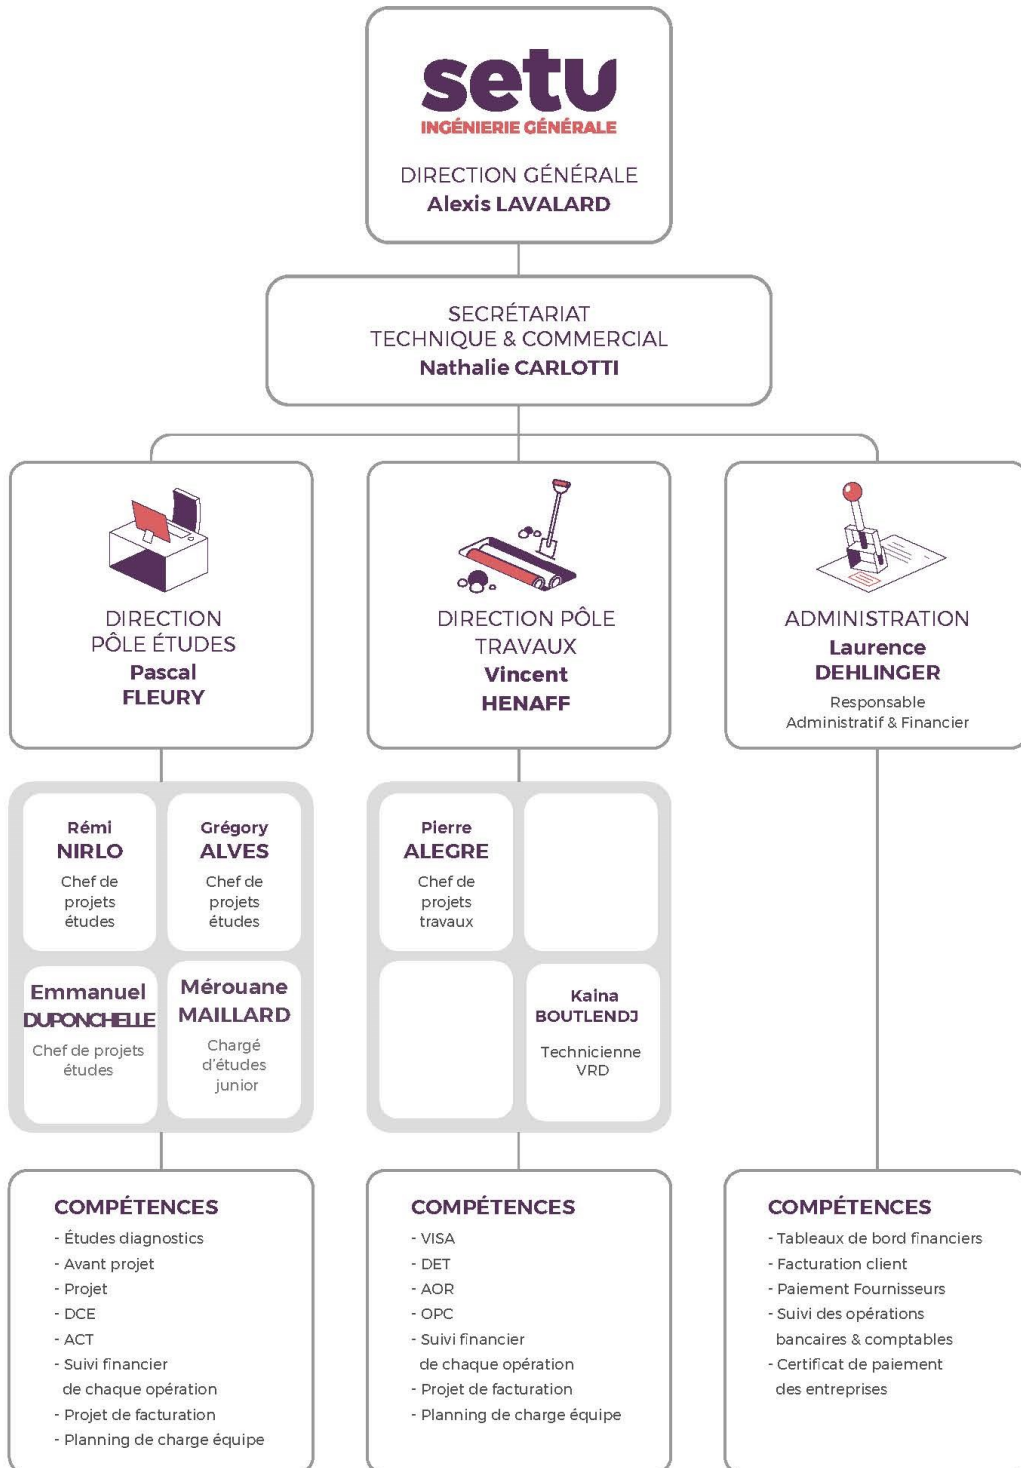 setu
INGÉNIERIE GÉNÉRALE
DIRECTION GÉNÉRALE
Alexis LAVALARD
SECRÉTARIAT
TECHNIQUE & COMMERCIAL
Nathalie CARLOTTI
DIRECTION
PÔLE ÉTUDES
Pascal
FLEURY
DIRECTION PÔLE
TRAVAUX
Vincent
HENAFF
ADMINISTRATION
Laurence
DEHLINGER
Responsable
Administratif & Financier
Rémi
NIRLO
Chef de
projets
études
Grégory
ALVES
Chef de
projets
études
Emmanuel
DUPONCHELLE
Chef de projets
études
Mérouane
MAILLARD
Chargé
d'études
junior
Pierre
ALEGRE
Chef de
projets
travaux
Kaina
BOUTLENDJ
Technicienne
VRD
COMPÉTENCES
- Études diagnostics
- Avant projet
- Projet
- DCE
- ACT
- Suivi financier
de chaque opération
- Projet de facturation
- Planning de charge équipe
COMPÉTENCES
- VISA
- DET
- AOR
- OPC
- Suivi financier
de chaque opération
- Projet de facturation
- Planning de charge équipe
COMPÉTENCES
- Tableaux de bord financiers
- Facturation client
- Paiement Fournisseurs
- Suivi des opérations
bancaires & comptables
- Certificat de paiement
des entreprises